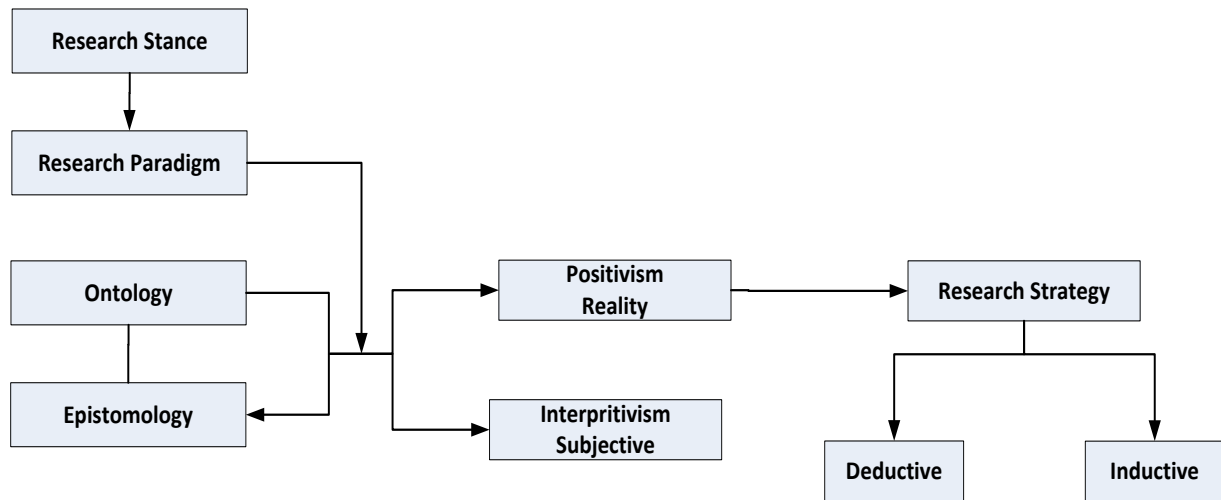 Research Stance
Research Paradigm
Ontology
Epistomology
Positivism
Reality
Interpritivism
Subjective
Research Strategy
Deductive
Inductive